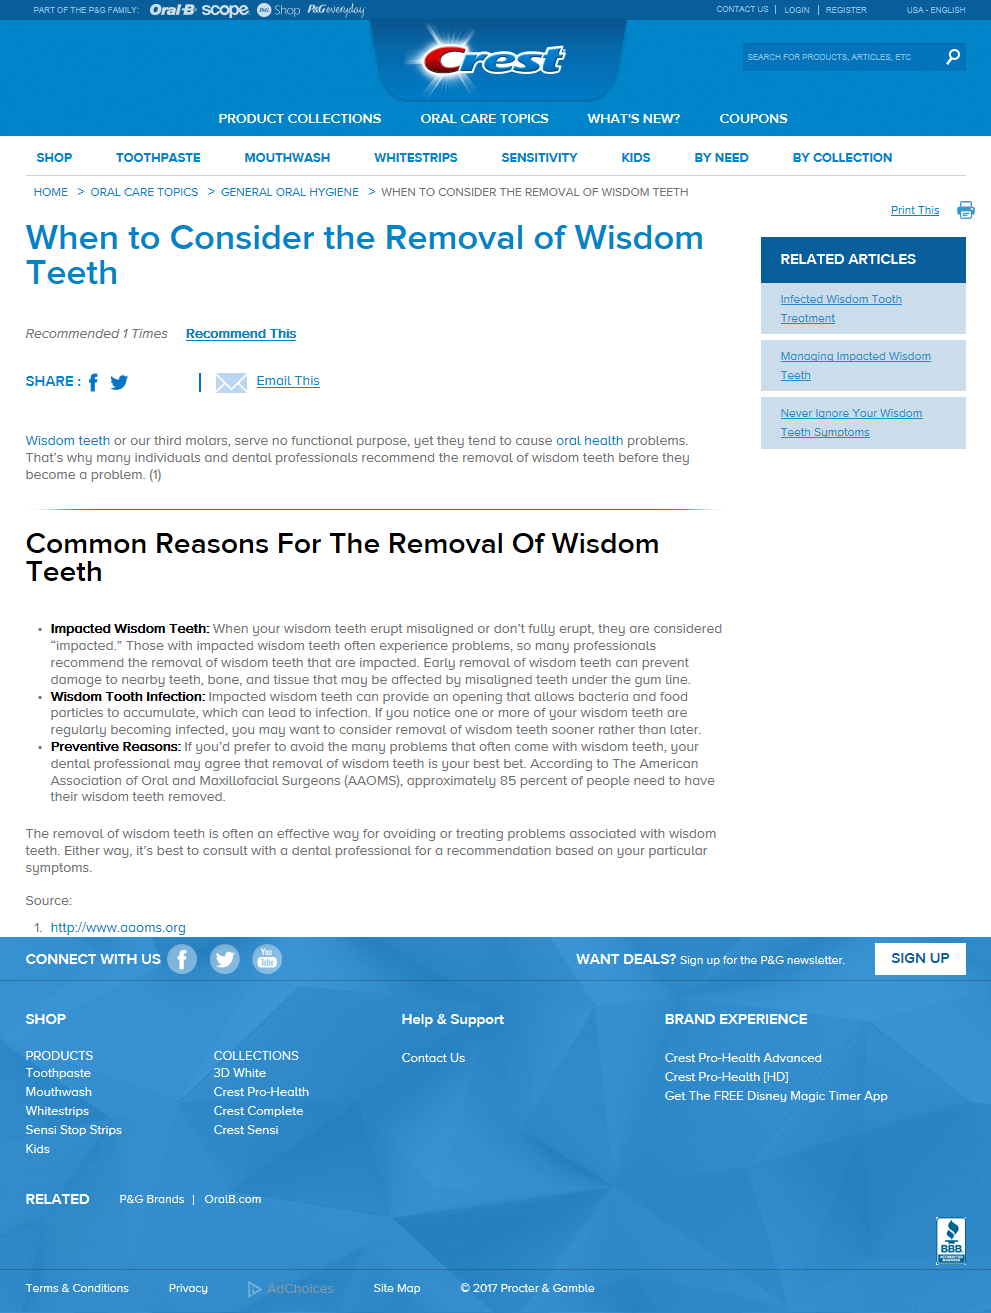 PART OF THE P&G FAMILY: Oral-B scope. P&G Shop P&G everyday CONTACT US | LOGIN | REGISTER USA - ENGLISH
Crest
SEARCH FOR PRODUCTS, ARTICLES, ETC
PRODUCT COLLECTIONS ORAL CARE TOPICS WHAT'S NEW? COUPONS
SHOP TOOTHPASTE MOUTHWASH WHITESTRIPS SENSITIVITY KIDS BY NEED BY COLLECTION
HOME > ORAL CARE TOPICS > GENERAL ORAL HYGIENE > WHEN TO CONSIDER THE REMOVAL OF WISDOM TEETH
Print This
When to Consider the Removal of Wisdom
Teeth
Recommended 1 Times Recommend This
SHARE : | Email This
Wisdom teeth or our third molars, serve no functional purpose, yet they tend to cause oral health problems.
That's why many individuals and dental professionals recommend the removal of wisdom teeth before they
become a problem. (1)
Common Reasons For The Removal Of Wisdom
Teeth
• Impacted Wisdom Teeth: When your wisdom teeth erupt misaligned or don't fully erupt, they are considered
“impacted.” Those with impacted wisdom teeth often experience problems, so many professionals
recommend the removal of wisdom teeth that are impacted. Early removal of wisdom teeth can prevent
damage to nearby teeth, bone, and tissue that may be affected by misaligned teeth under the gum line.
• Wisdom Tooth Infection: Impacted wisdom teeth can provide an opening that allows bacteria and food
particles to accumulate, which can lead to infection. If you notice one or more of your wisdom teeth are
regularly becoming infected, you may want to consider removal of wisdom teeth sooner rather than later.
• Preventive Reasons: If you'd prefer to avoid the many problems that often come with wisdom teeth, your
dental professional may agree that removal of wisdom teeth is your best bet. According to The American
Association of Oral and Maxillofacial Surgeons (AAOMS), approximately 85 percent of people need to have
their wisdom teeth removed.
The removal of wisdom teeth is often an effective way for avoiding or treating problems associated with wisdom
teeth. Either way, it's best to consult with a dental professional for a recommendation based on your particular
symptoms.
Source:
1. http://www.aaoms.org
RELATED ARTICLES
Infected Wisdom Tooth
Treatment
Managing Impacted Wisdom
Teeth
Never Ignore Your Wisdom
Teeth Symptoms
CONNECT WITH US You Tube WANT DEALS? Sign up for the P&G newsletter. SIGN UP
SHOP
PRODUCTS
Toothpaste
Mouthwash
Whitestrips
Sensi Stop Strips
Kids
COLLECTIONS
3D White
Crest Pro-Health
Crest Complete
Crest Sensi
Help & Support
Contact Us
BRAND EXPERIENCE
Crest Pro-Health Advanced
Crest Pro-Health [HD]
Get The FREE Disney Magic Timer App
RELATED P&G Brands | OralB.com
BBB
ACCREDITED
BUSINESS
Terms & Conditions Privacy AdChoices Site Map © 2017 Procter & Gamble